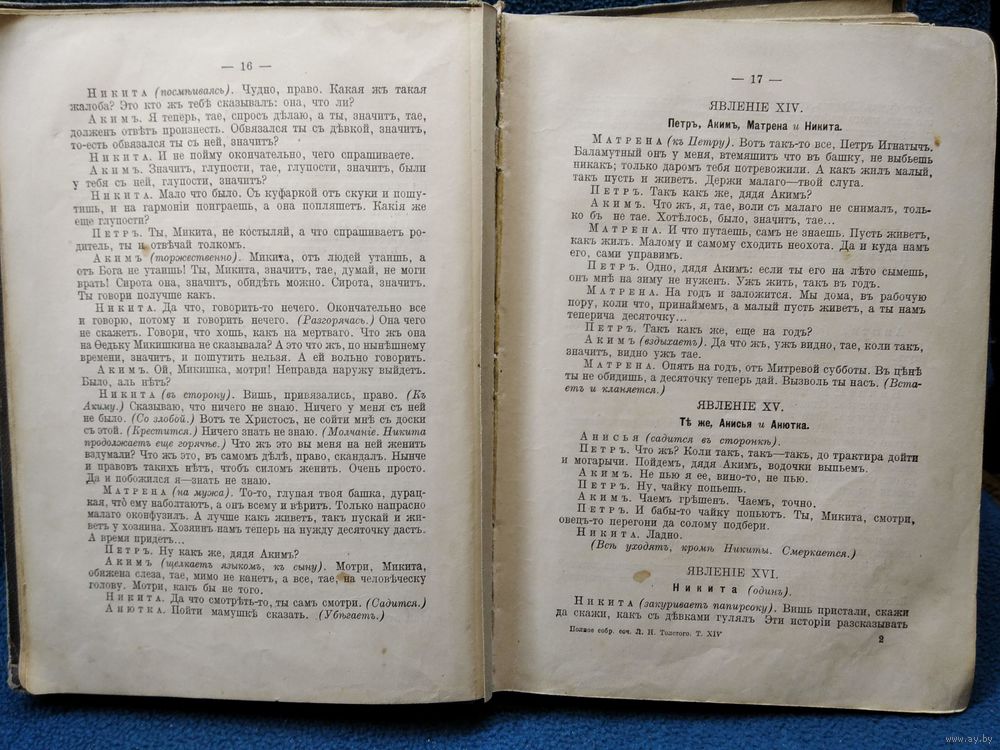 — 16 —
Никита (посмѣиваясь). Чудно, право. Какая жъ такая
жалоба? Это кто жъ тебѣ сказывалъ: она, что ли?
Акимъ. Я теперь, тае, спросъ дѣлаю, а ты, значитъ, тае,
долженъ отвѣтъ произнесть. Обвязался ты съ дѣвкой, значитъ,
то-есть обвязался ты съ ней, значитъ?
Никита. И не пойму окончательно, чего спрашиваете.
Акимъ. Значитъ, глупости, тае, глупости, значитъ, были
у тебя съ ней, глупости, значитъ?
Никита. Мало что было. Съ куфаркой отъ скуки и пошу-
тишь, и на гармоніи поиграешь, а она попляшетъ. Какія же
еще глупости?
Петръ. Ты, Микита, не костыляй, а что спрашиваетъ ро-
дитель, ты и отвѣчай толкомъ.
Акимъ (торжественно). Микита, отъ людей утаишь, а
отъ Бога не утаишь! Ты, Микита, значитъ, тае, думай, не моги
врать! Сирота она, значитъ, обидѣть можно. Сирота, значитъ.
Ты говори получше какъ.
Никита. Да что, говорить-то нечего. Окончательно все
и говорю, потому и говорить нечего. (Разгорячась.) Она чего
не скажетъ. Говори, что хошь, какъ на мертваго. Что жъ она
на Ѳедьку Микишкина не сказывала? А это что жъ, по нынѣшнему
времени, значитъ, и пошутить нельзя. А ей вольно говорить.
Акимъ. Ой, Микишка, мотри! Неправда наружу выйдетъ.
Было, аль нѣтъ?
Никита (въ сторону). Вишь, привязались, право. (Къ
Акиму.) Сказываю, что ничего не знаю. Ничего у меня съ ней
не было. (Со злобой.) Вотъ те Христосъ, не сойти мнѣ съ доски
съ этой. (Крестится.) Ничего знать не знаю. (Молчаніе. Никита
продолжаетъ еще горячѣе.) Что жъ это вы меня на ней женить
вздумали? Что жъ это, въ самомъ дѣлѣ, право, скандалъ. Нынче
и правовъ такихъ нѣтъ, чтобъ силомъ женить. Очень просто.
Да и побожился я—знать не знаю.
Матрена (на мужа). То-то, глупая твоя башка, дурац-
кая, что́ ему наболтаютъ, а онъ всему и вѣритъ. Только напрасно
малаго оконфузилъ. А лучше какъ живетъ, такъ пускай и жи-
ветъ у хозяина. Хозяинъ намъ теперь на нужду десяточку дастъ.
А время придетъ...
Петръ. Ну какъ же, дядя Акимъ?
Акимъ (щелкаетъ языкомъ, къ сыну). Мотри, Микита,
обижена слеза, тае, мимо не канетъ, а все, тае, на человѣческу
голову. Мотри, какъ бы не того.
Никита. Да что смотрѣть-то, ты самъ смотри. (Садится.)
Анютка. Пойти мамушкѣ сказать. (Убѣгаетъ.)
— 17 —
ЯВЛЕНІЕ XIV.
Петръ, Акимъ, Матрена и Никита.
Матрена (къ Петру). Вотъ такъ-то все, Петръ Игнатычъ.
Баламутный онъ у меня, втемяшитъ что въ башку, не выбьешь
никакъ; только даромъ тебя потревожили. А какъ жилъ малый,
такъ пусть и живетъ. Держи малаго—твой слуга.
Петръ. Такъ какъ же, дядя Акимъ?
Акимъ. Что жъ, я, тае, воли съ малаго не снималъ, толь-
ко бъ не тае. Хотѣлось, было, значитъ, тае...
Матрена. И что путаешь, самъ не знаешь. Пусть живетъ,
какъ жилъ. Малому и самому сходить неохота. Да и куда намъ
его, сами управимъ.
Петръ. Одно, дядя Акимъ: если ты его на лѣто сымешь,
онъ мнѣ на зиму не нуженъ. Ужъ жить, такъ въ годъ.
Матрена. На годъ и заложится. Мы дома, въ рабочую
пору, коли что, принаймемъ, а малый пусть живетъ, а ты намъ
теперича десяточку...
Петръ. Такъ какъ же, еще на годъ?
Акимъ (вздыхаетъ). Да что жъ, ужъ видно, тае, коли такъ,
значитъ, видно ужъ тае.
Матрена. Опять на годъ, отъ Митревой субботы. Въ цѣнѣ
ты не обидишь, а десяточку теперь дай. Вызволь ты насъ. (Вста-
етъ и кланяется.)
ЯВЛЕНІЕ XV.
Тѣ же, Анисья и Анютка.
Анисья (садится въ сторонкѣ).
Петръ. Что жъ? Коли такъ, такъ—такъ, до трактира дойти
и могарычи. Пойдемъ, дядя Акимъ, водочки выпьемъ.
Акимъ. Не пью я ее, вино-то, не пью.
Петръ. Ну, чайку попьешь.
Акимъ. Чаемъ грѣшенъ. Чаемъ, точно.
Петръ. И бабы-то чайку попьютъ. Ты, Микита, смотри,
овецъ-то перегони да солому подбери.
Никита. Ладно.
(Всѣ уходятъ, кромѣ Никиты. Смеркается.)
ЯВЛЕНІЕ XVI.
Никита (одинъ).
Никита (закуриваетъ папироску). Вишь пристали, скажи
да скажи, какъ съ дѣвками гулялъ Эти исторіи разсказывать
Полное собр. соч. Л. Н. Толстого. Т. XIV
2
www.ay.by